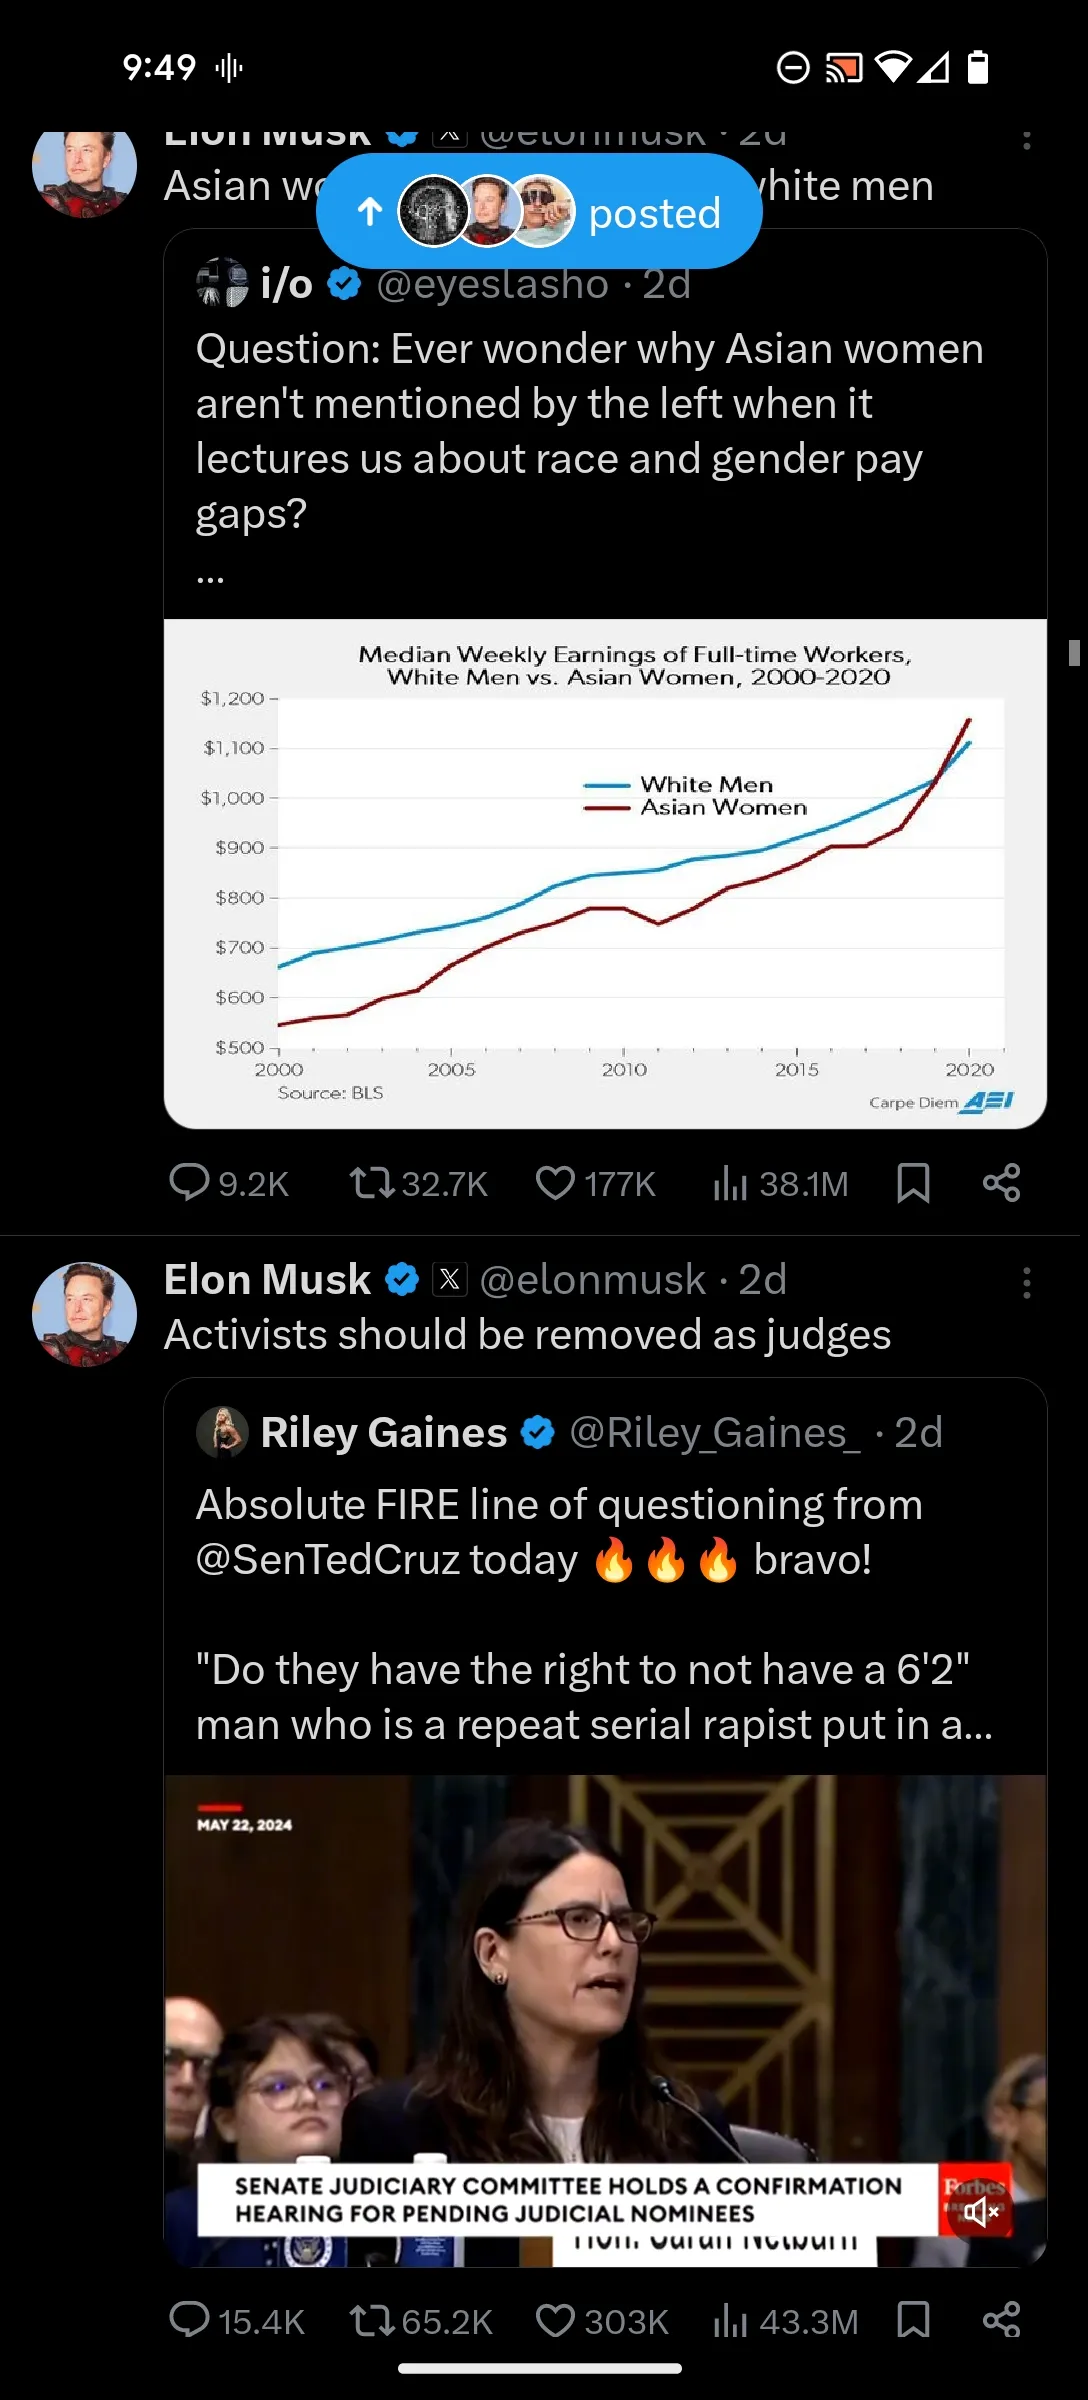 9:49
Elon Musk @elonmusk · 2d
Asian white men
↑ posted
i/o @eyeslasho · 2d
Question: Ever wonder why Asian women
aren't mentioned by the left when it
lectures us about race and gender pay
gaps?
...
Median Weekly Earnings of Full-time Workers,
White Men vs. Asian Women, 2000-2020
$1,200
$1,100
$1,000
$900
$800
$700
$600
$500
White Men
Asian Women
2000 2005 2010 2015 2020
Source: BLS
Carpe Diem AEI
9.2K 32.7K 177K 38.1M
Elon Musk X @elonmusk · 2d
Activists should be removed as judges
Riley Gaines @Riley_Gaines_ · 2d
Absolute FIRE line of questioning from
@SenTedCruz today 🔥🔥🔥 bravo!
"Do they have the right to not have a 6'2"
man who is a repeat serial rapist put in a...
MAY 22, 2024
SENATE JUDICIARY COMMITTEE HOLDS A CONFIRMATION
HEARING FOR PENDING JUDICIAL NOMINEES
Forbes
Hon. Sarah Netburn
15.4K 65.2K 303K 43.3M